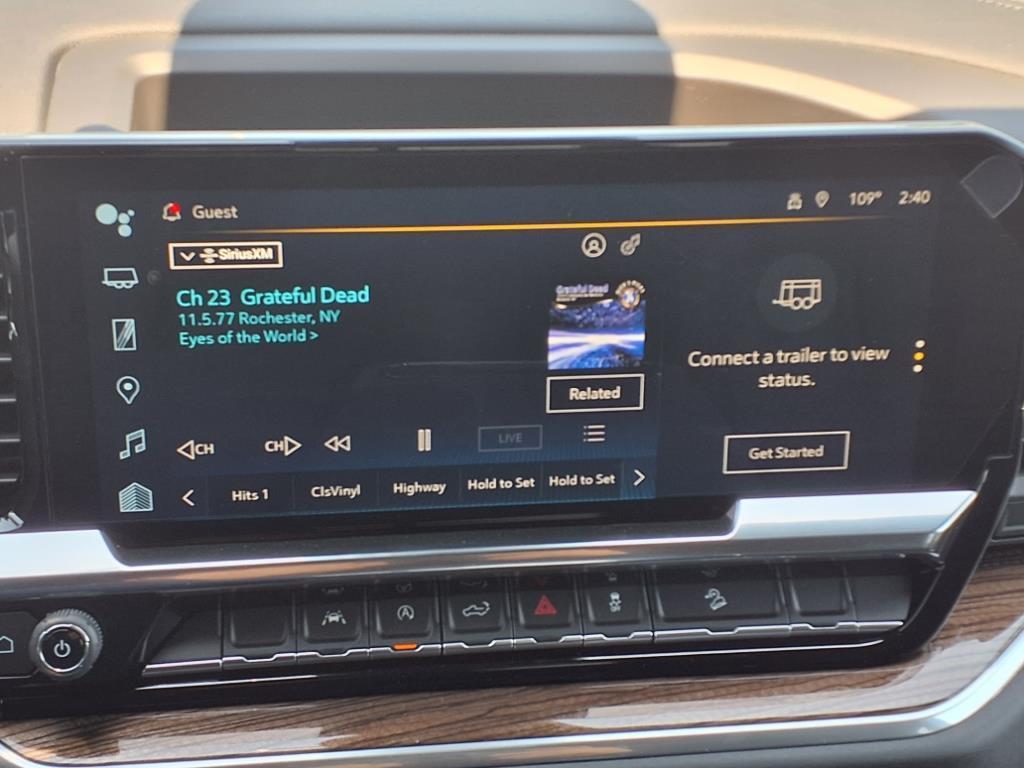 Guest
109° 2:40
SiriusXM
Ch 23 Grateful Dead
11.5.77 Rochester, NY
Eyes of the World >
Grateful Dead
Related
Connect a trailer to view
status.
Get Started
CH CH LIVE
Hits 1 ClsVinyl Highway Hold to Set Hold to Set